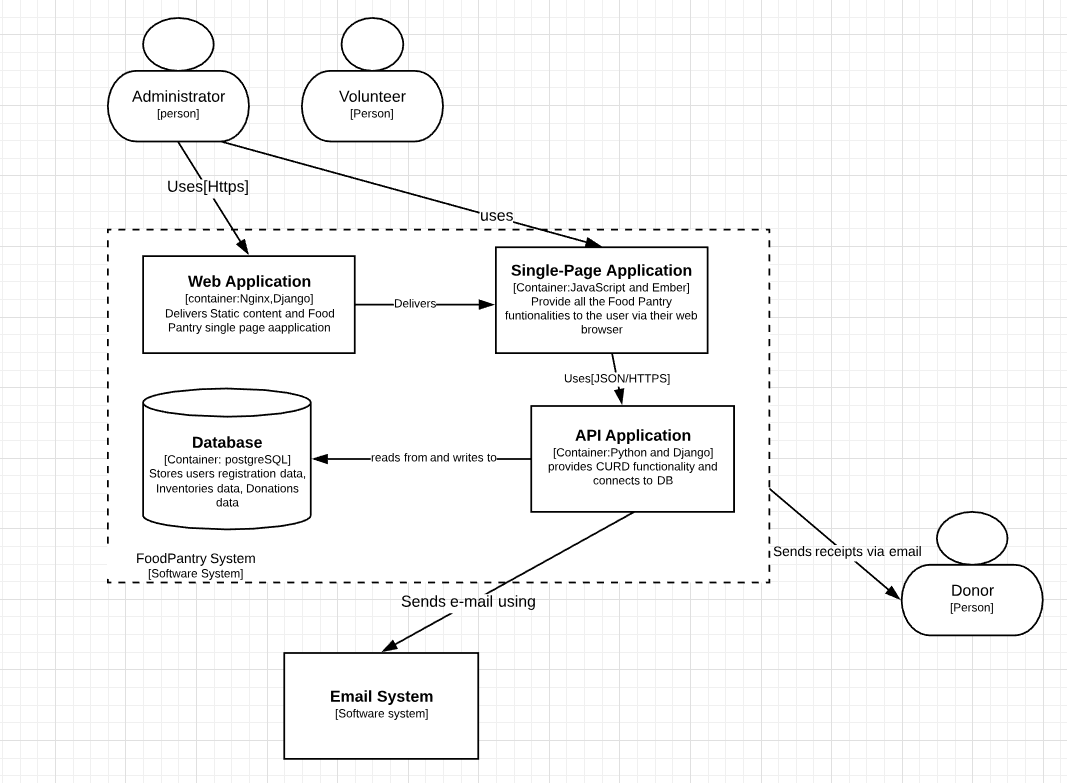 Administrator
[person]
Volunteer
[Person]
Uses[Https]
uses
Web Application
[container:Nginx,Django]
Delivers Static content and Food
Pantry single page aapplication
Delivers
Single-Page Application
[Container:JavaScript and Ember]
Provide all the Food Pantry
funtionalities to the user via their web
browser
Uses[JSON/HTTPS]
Database
[Container: postgreSQL]
Stores users registration data,
Inventories data, Donations
data
reads from and writes to
API Application
[Container:Python and Django]
provides CURD functionality and
connects to DB
FoodPantry System
[Software System]
Sends receipts via email
Donor
[Person]
Sends e-mail using
Email System
[Software system]